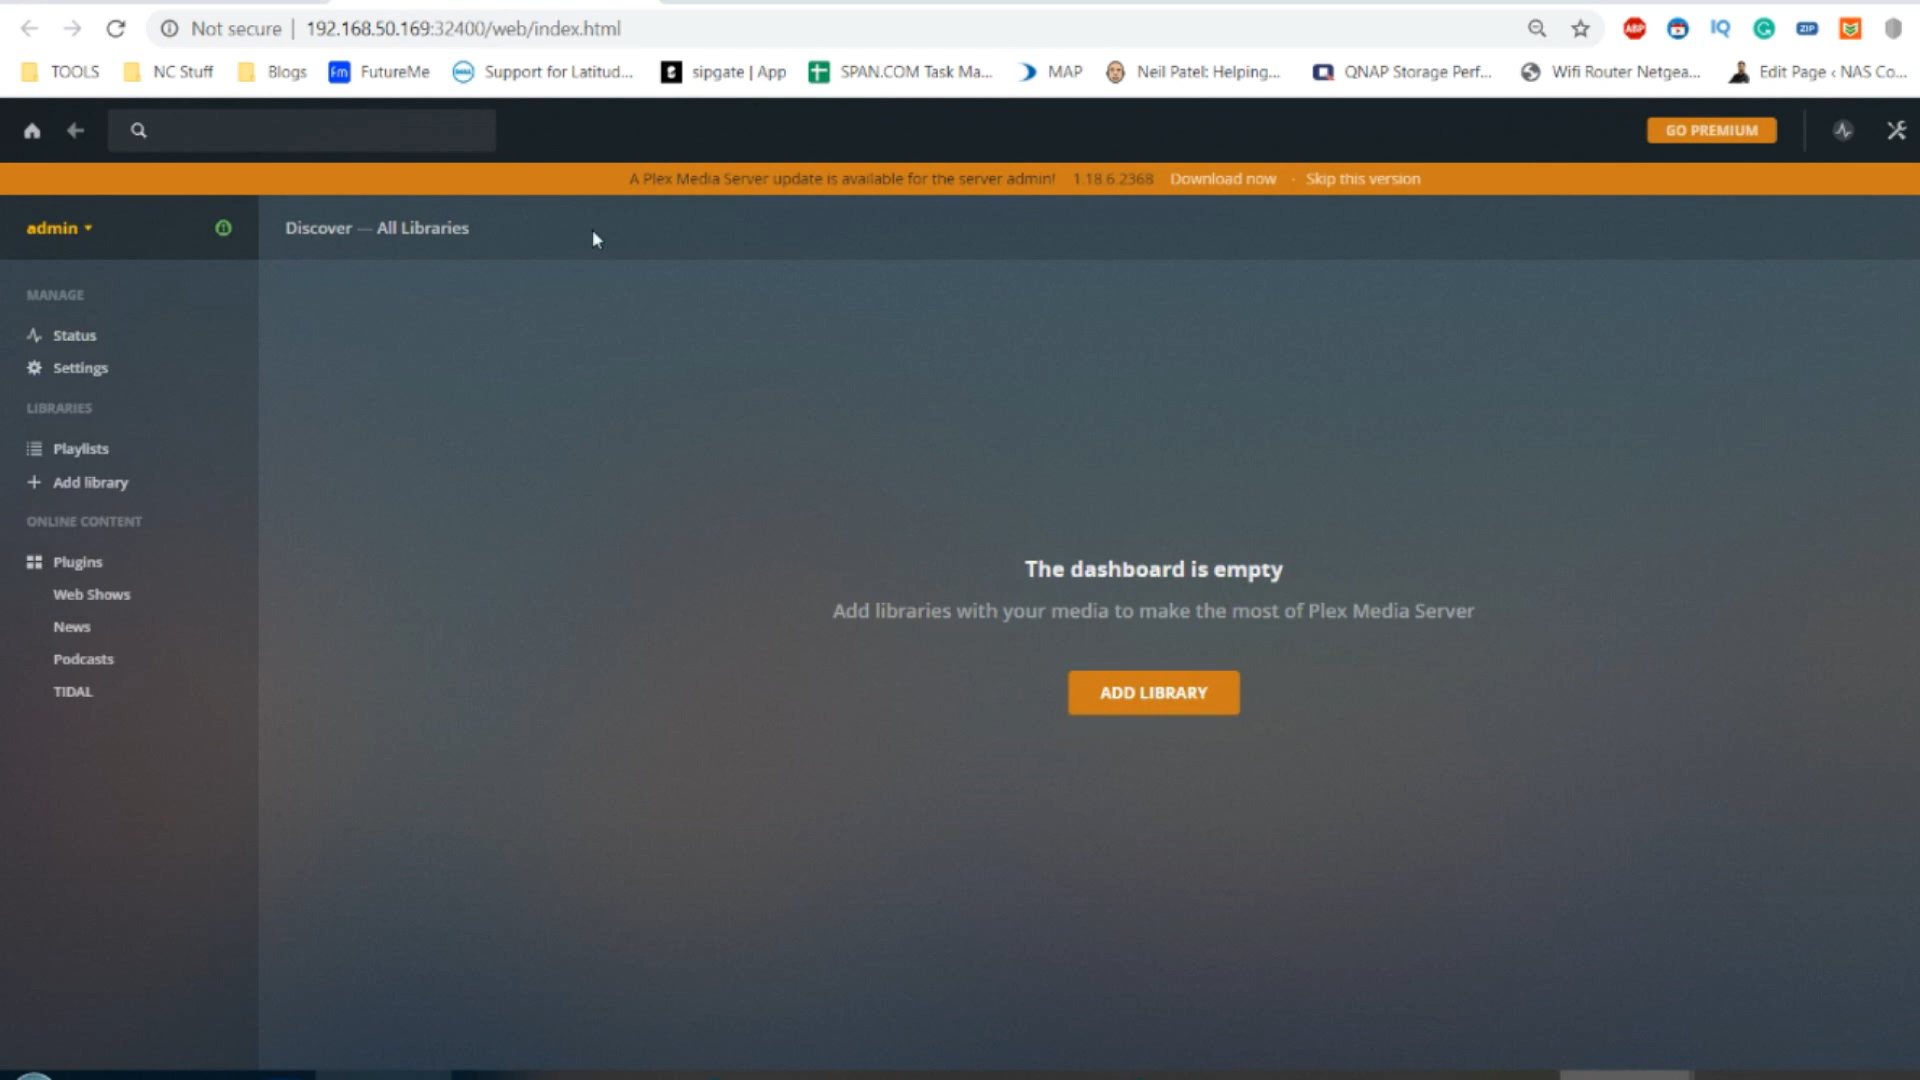 Not secure | 192.168.50.169:32400/web/index.html
ABP IQ G ZIP
TOOLS NC Stuff Blogs Fm FutureMe DELL Support for Latitud... sipgate | App SPAN.COM Task Ma... MAP Neil Patel: Helping... QNAP Storage Perf... Wifi Router Netgea... Edit Page ‹ NAS Co...
GO PREMIUM
A Plex Media Server update is available for the server admin! 1.18.6.2368 Download now · Skip this version
admin
Discover — All Libraries
MANAGE
Status
Settings
LIBRARIES
Playlists
Add library
ONLINE CONTENT
Plugins
Web Shows
News
Podcasts
TIDAL
The dashboard is empty
Add libraries with your media to make the most of Plex Media Server
ADD LIBRARY